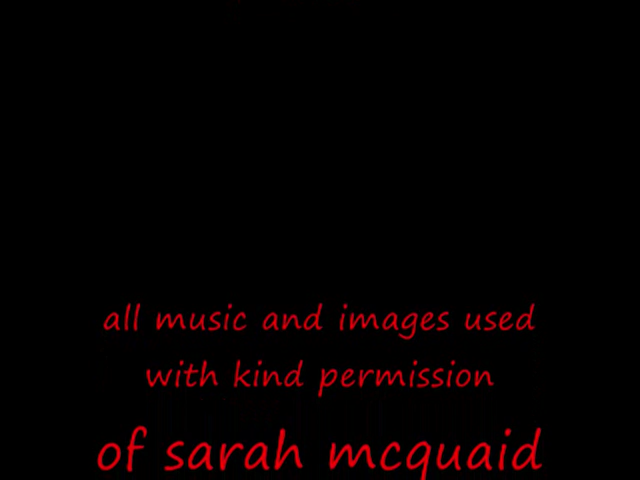 all music and images used
with kind permission
of sarah mcquaid